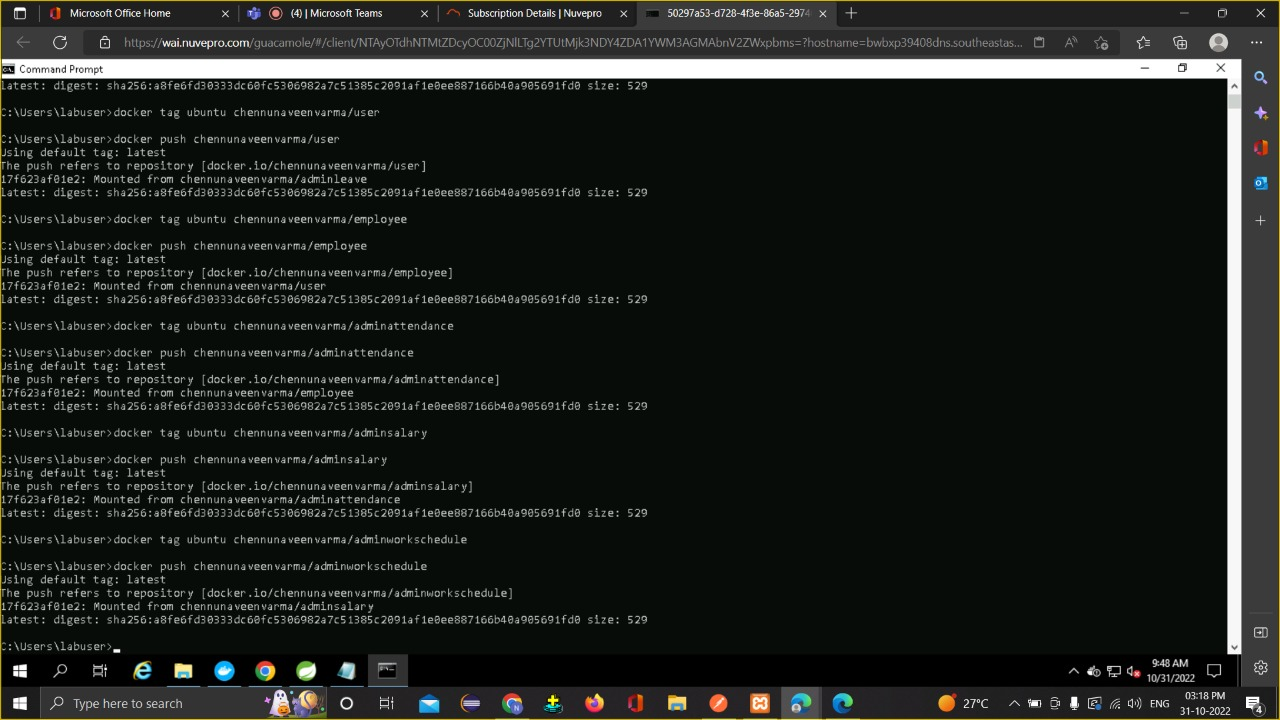 Microsoft Office Home
(4) | Microsoft Teams
Subscription Details | Nuvepro
50297a53-d728-4f3e-86a5-2974
Command Prompt
latest: digest: sha256:a8fe6fd30333dc60fc5306982a7c51385c2091af1e0ee887166b40a905691fd0 size: 529
C:\Users\labuser>docker tag ubuntu chennunaveenvarma/user
C:\Users\labuser>docker push chennunaveenvarma/user
Using default tag: latest
The push refers to repository [docker.io/chennunaveenvarma/user]
17f623af01e2: Mounted from chennunaveenvarma/adminleave
latest: digest: sha256:a8fe6fd30333dc60fc5306982a7c51385c2091af1e0ee887166b40a905691fd0 size: 529
C:\Users\labuser>docker tag ubuntu chennunaveenvarma/employee
C:\Users\labuser>docker push chennunaveenvarma/employee
Using default tag: latest
The push refers to repository [docker.io/chennunaveenvarma/employee]
17f623af01e2: Mounted from chennunaveenvarma/user
latest: digest: sha256:a8fe6fd30333dc60fc5306982a7c51385c2091af1e0ee887166b40a905691fd0 size: 529
C:\Users\labuser>docker tag ubuntu chennunaveenvarma/adminattendance
C:\Users\labuser>docker push chennunaveenvarma/adminattendance
Using default tag: latest
The push refers to repository [docker.io/chennunaveenvarma/adminattendance]
17f623af01e2: Mounted from chennunaveenvarma/employee
latest: digest: sha256:a8fe6fd30333dc60fc5306982a7c51385c2091af1e0ee887166b40a905691fd0 size: 529
C:\Users\labuser>docker tag ubuntu chennunaveenvarma/adminsalary
C:\Users\labuser>docker push chennunaveenvarma/adminsalary
Using default tag: latest
The push refers to repository [docker.io/chennunaveenvarma/adminsalary]
17f623af01e2: Mounted from chennunaveenvarma/adminattendance
latest: digest: sha256:a8fe6fd30333dc60fc5306982a7c51385c2091af1e0ee887166b40a905691fd0 size: 529
C:\Users\labuser>docker tag ubuntu chennunaveenvarma/adminworkschedule
C:\Users\labuser>docker push chennunaveenvarma/adminworkschedule
Using default tag: latest
The push refers to repository [docker.io/chennunaveenvarma/adminworkschedule]
17f623af01e2: Mounted from chennunaveenvarma/adminsalary
latest: digest: sha256:a8fe6fd30333dc60fc5306982a7c51385c2091af1e0ee887166b40a905691fd0 size: 529
C:\Users\labuser>
9:48 AM
10/31/2022
Type here to search
27°C
ENG
03:18 PM
31-10-2022
4